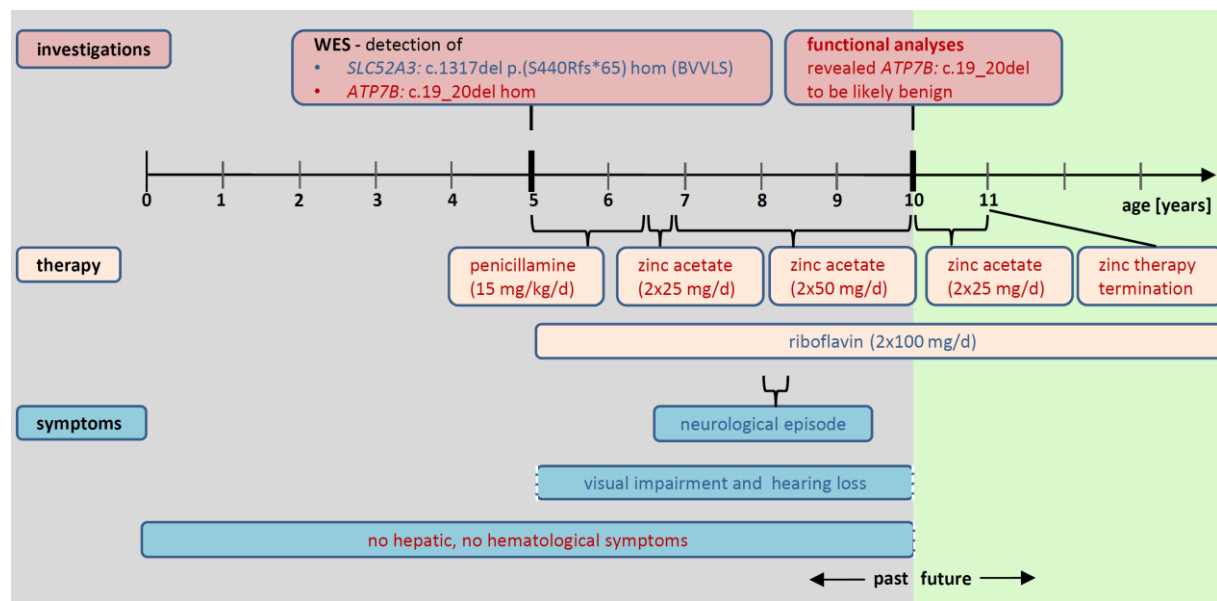 investigations
WES - detection of
• SLC52A3: c.1317del p.(S440Rfs*65) hom (BVVLS)
• ATP7B: c.19_20del hom
functional analyses
revealed ATP7B: c.19_20del
to be likely benign
0 1 2 3 4 5 6 7 8 9 10 11 age [years]
therapy
penicillamine
(15 mg/kg/d)
zinc acetate
(2x25 mg/d)
zinc acetate
(2x50 mg/d)
zinc acetate
(2x25 mg/d)
zinc therapy
termination
riboflavin (2x100 mg/d)
symptoms
neurological episode
visual impairment and hearing loss
no hepatic, no hematological symptoms
past future